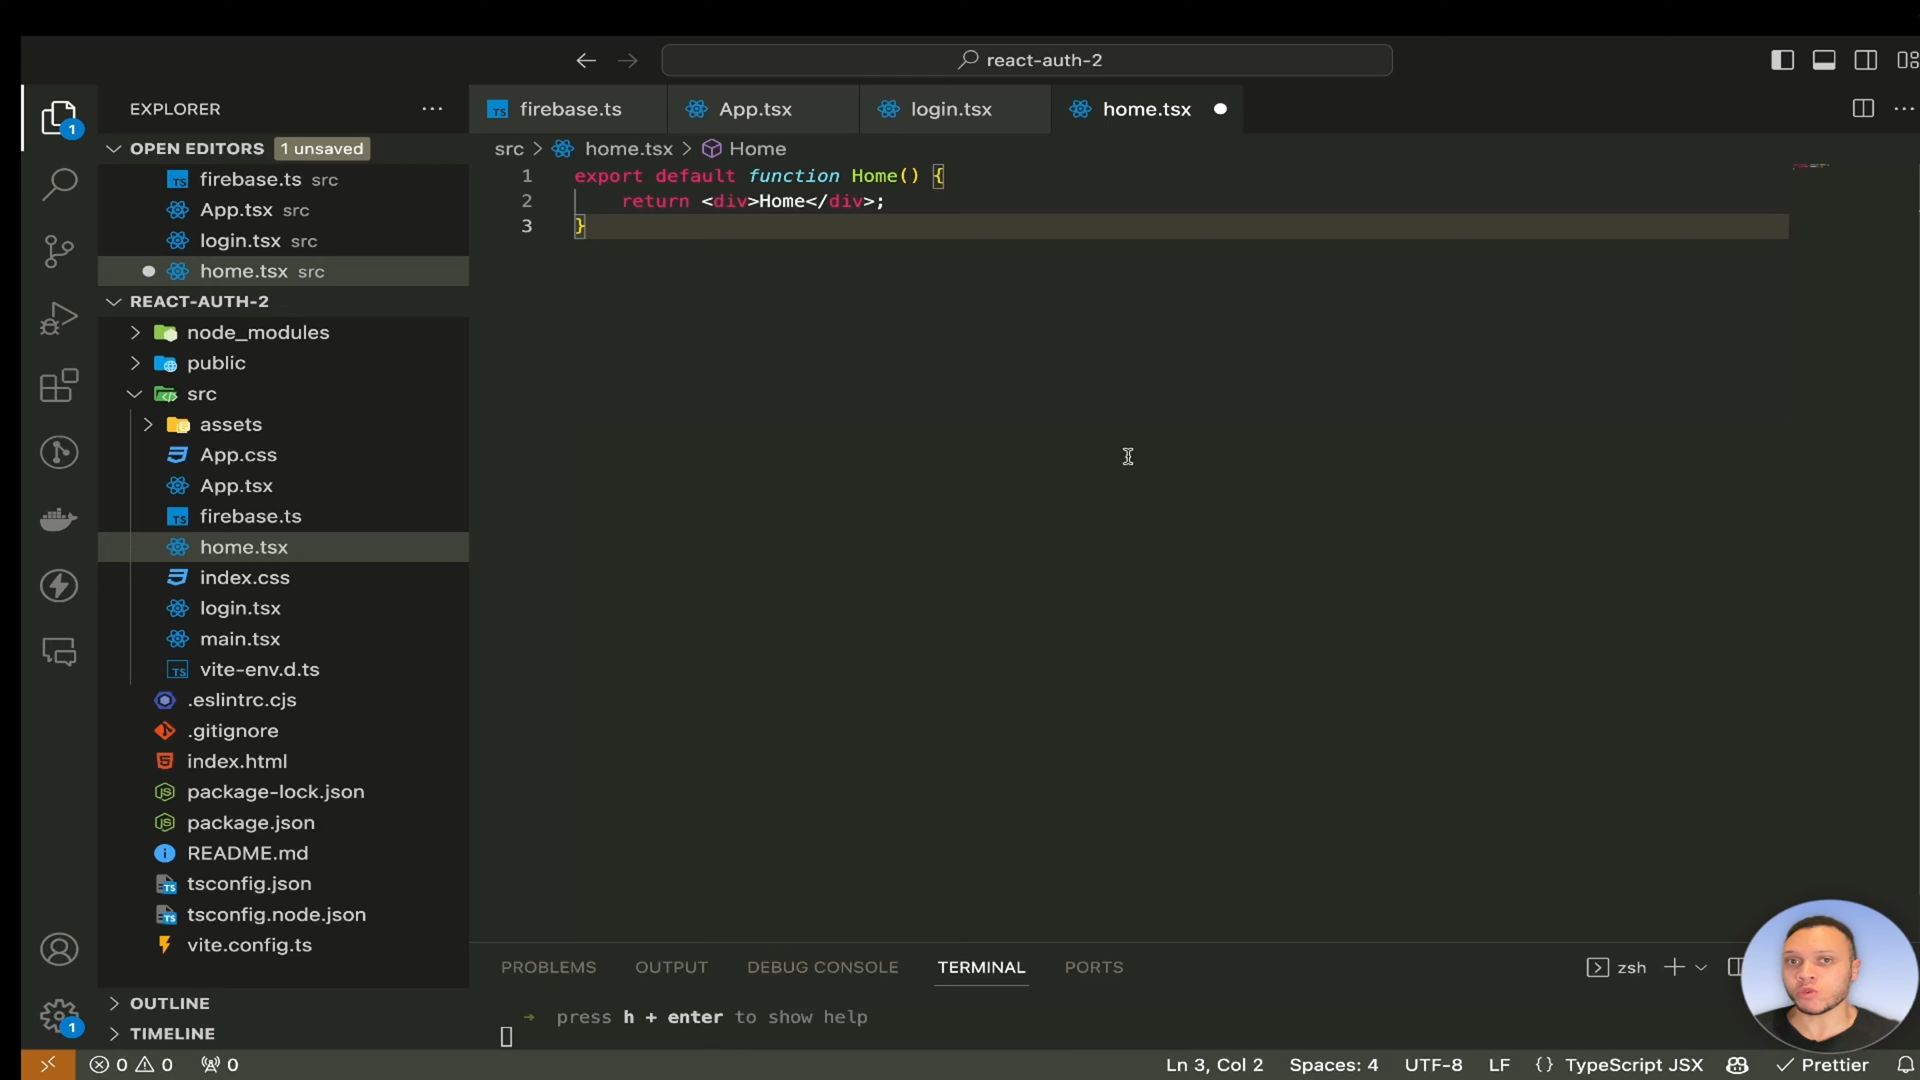 react-auth-2
EXPLORER
firebase.ts
App.tsx
login.tsx
home.tsx
OPEN EDITORS 1 unsaved
src > home.tsx > Home
firebase.ts src
App.tsx src
login.tsx src
home.tsx src
REACT-AUTH-2
node_modules
public
src
assets
App.css
App.tsx
firebase.ts
home.tsx
index.css
login.tsx
main.tsx
vite-env.d.ts
.eslintrc.cjs
.gitignore
index.html
package-lock.json
package.json
README.md
tsconfig.json
tsconfig.node.json
vite.config.ts
OUTLINE
TIMELINE
1 export default function Home() {
2 return <div>Home</div>;
3 }
PROBLEMS OUTPUT DEBUG CONSOLE TERMINAL PORTS
zsh
➜ press h + enter to show help
1
1
0 0 0
Ln 3, Col 2 Spaces: 4 UTF-8 LF {} TypeScript JSX Prettier